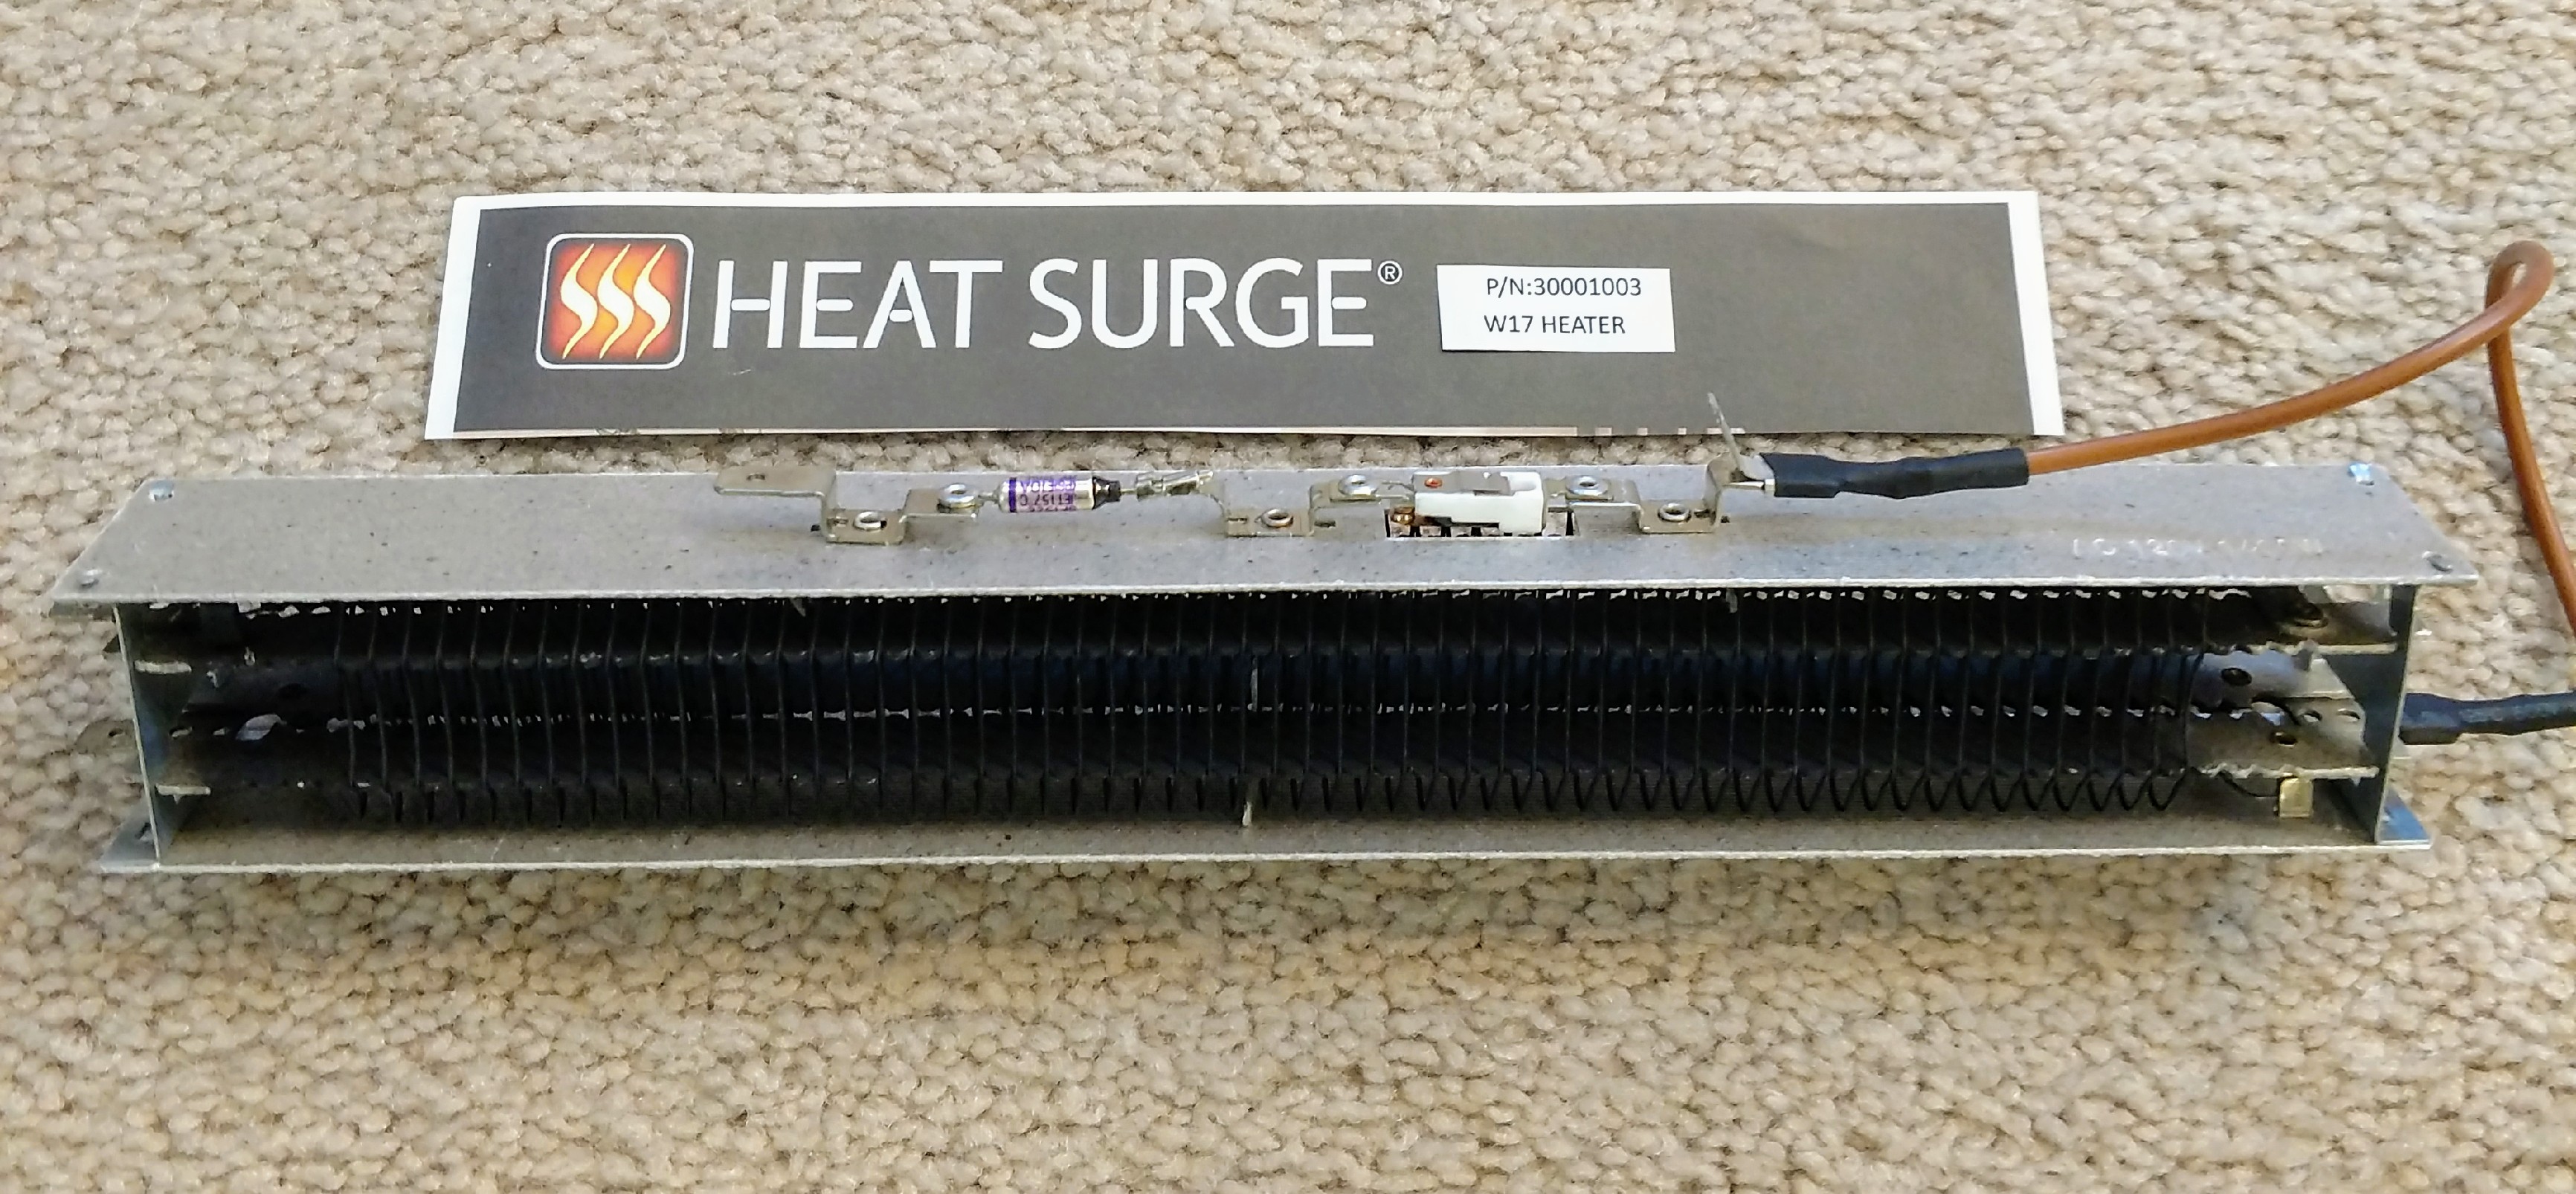 HEAT SURGE®
P/N:30001003
W17 HEATER